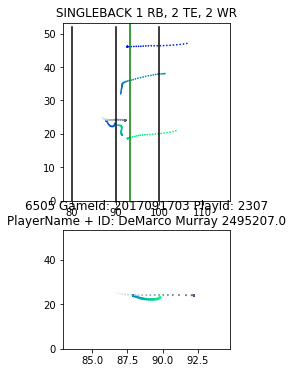 SINGLEBACK 1 RB, 2 TE, 2 WR
50
40
30
20
10
0
80 90 100 110
6505 GameId: 2017091703 PlayId: 2307
PlayerName + ID: DeMarco Murray 2495207.0
40
20
0
85.0 87.5 90.0 92.5